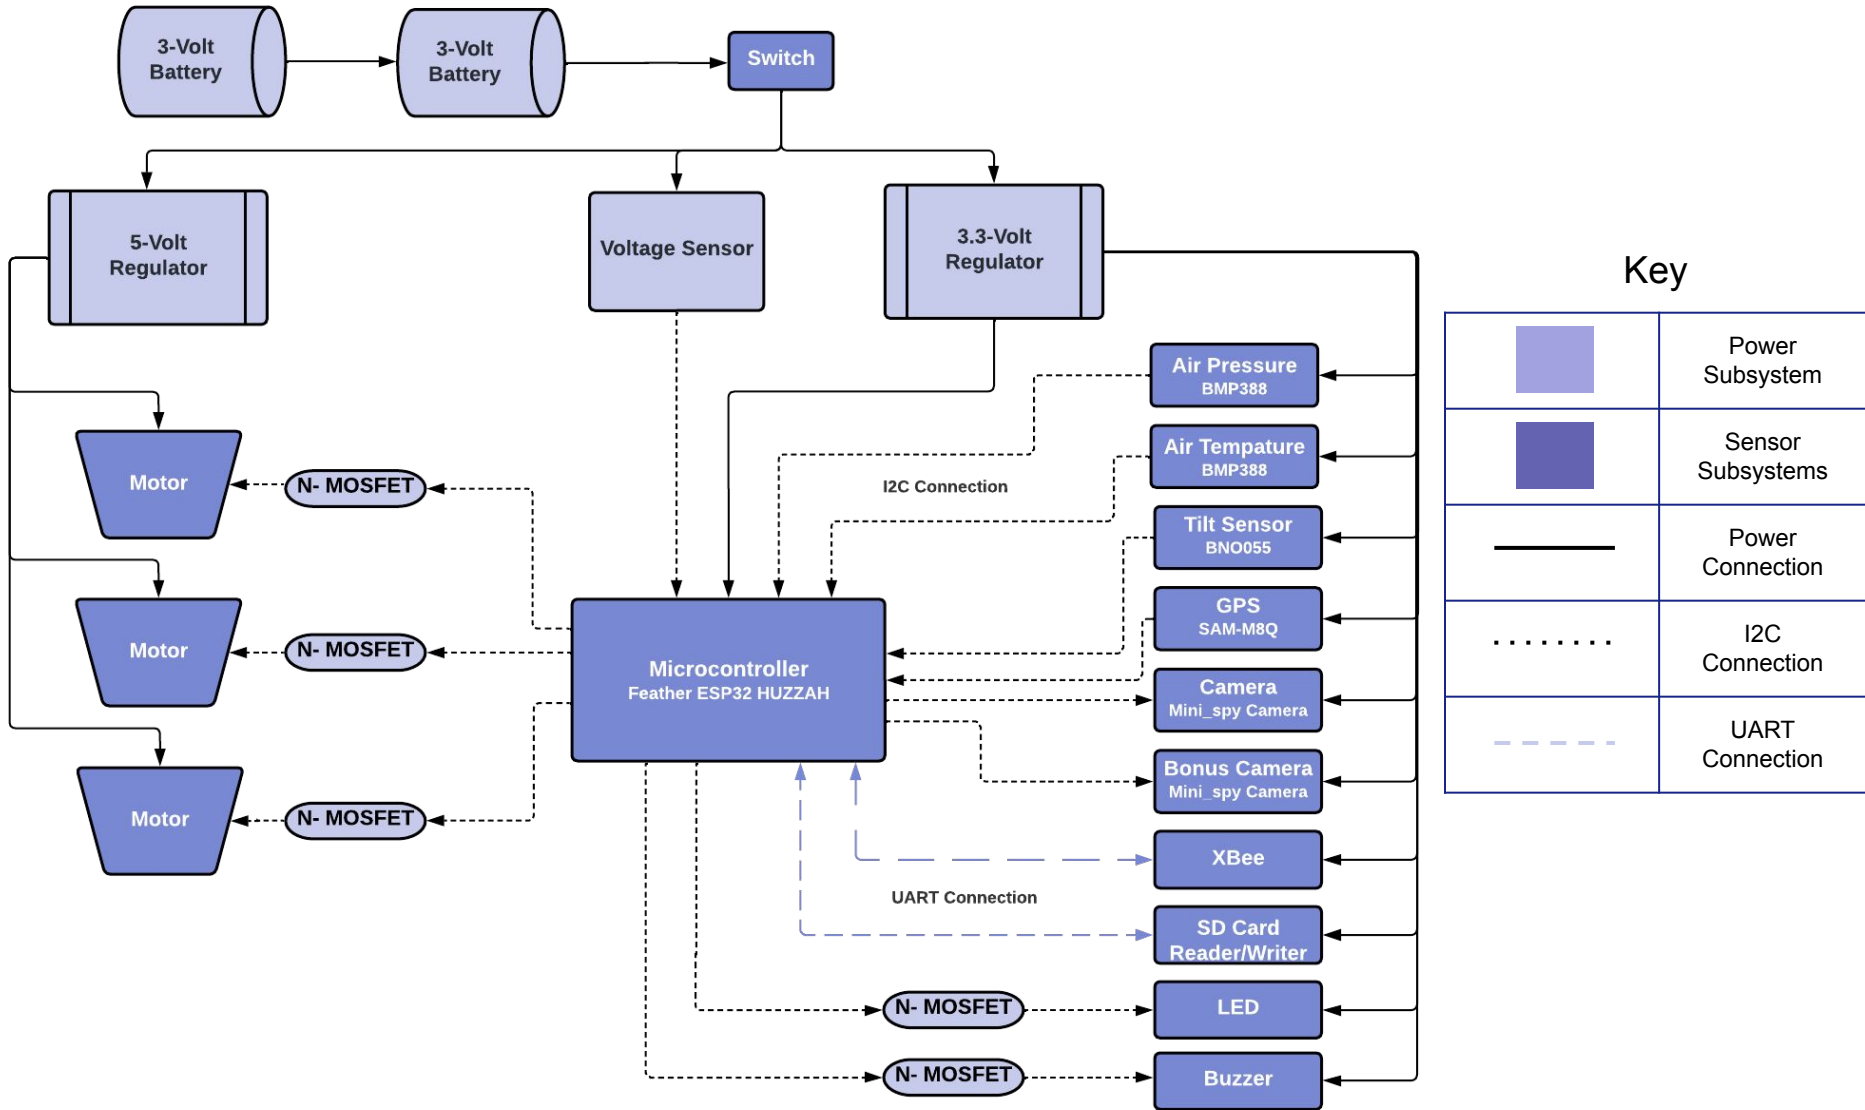 3-Volt
Battery
3-Volt
Battery
Switch
5-Volt
Regulator
Voltage Sensor
3.3-Volt
Regulator
Key
Power
Subsystem
Sensor
Subsystems
Power
Connection
I2C
Connection
UART
Connection
Air Pressure
BMP388
Air Tempature
BMP388
I2C Connection
Tilt Sensor
BNO055
GPS
SAM-M8Q
Camera
Mini_spy Camera
Bonus Camera
Mini_spy Camera
XBee
UART Connection
SD Card
Reader/Writer
N- MOSFET
LED
N- MOSFET
Buzzer
Microcontroller
Feather ESP32 HUZZAH
Motor
N- MOSFET
Motor
N- MOSFET
Motor
N- MOSFET